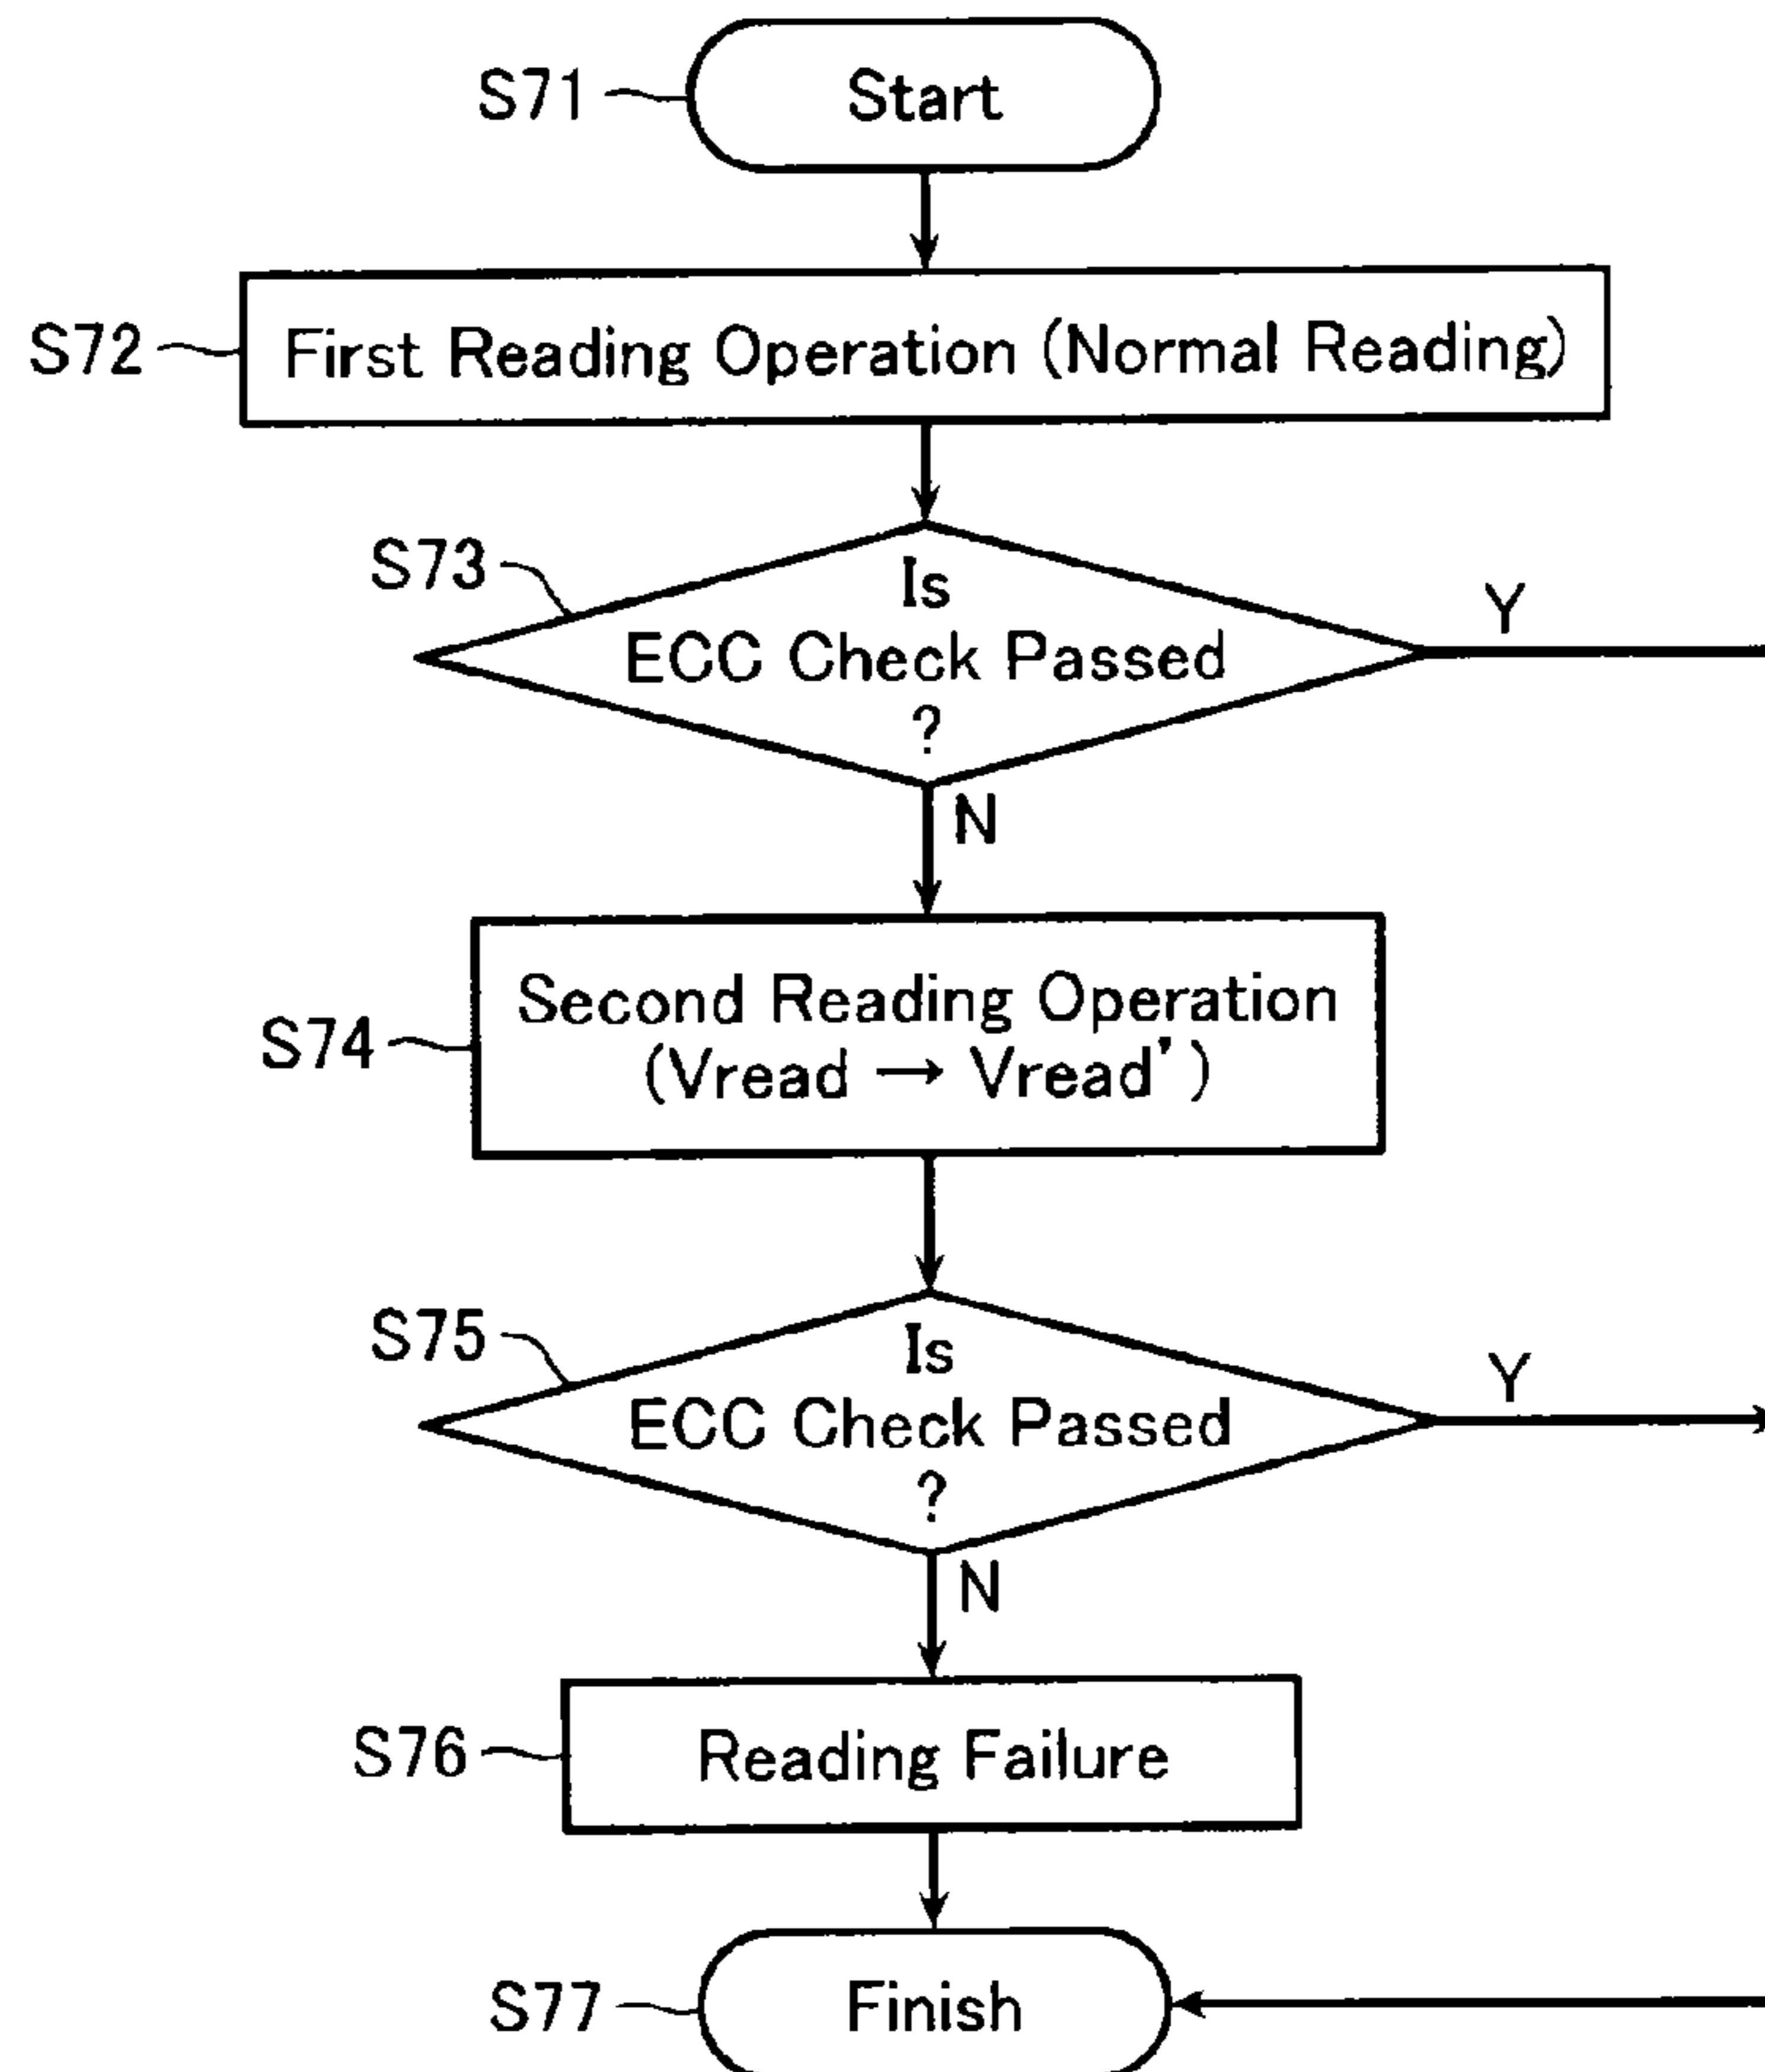 S71
Start
S72
First Reading Operation (Normal Reading)
S73
Is
ECC Check Passed
?
Y
N
S74
Second Reading Operation
(Vread → Vread')
S75
Is
ECC Check Passed
?
Y
N
S76
Reading Failure
S77
Finish